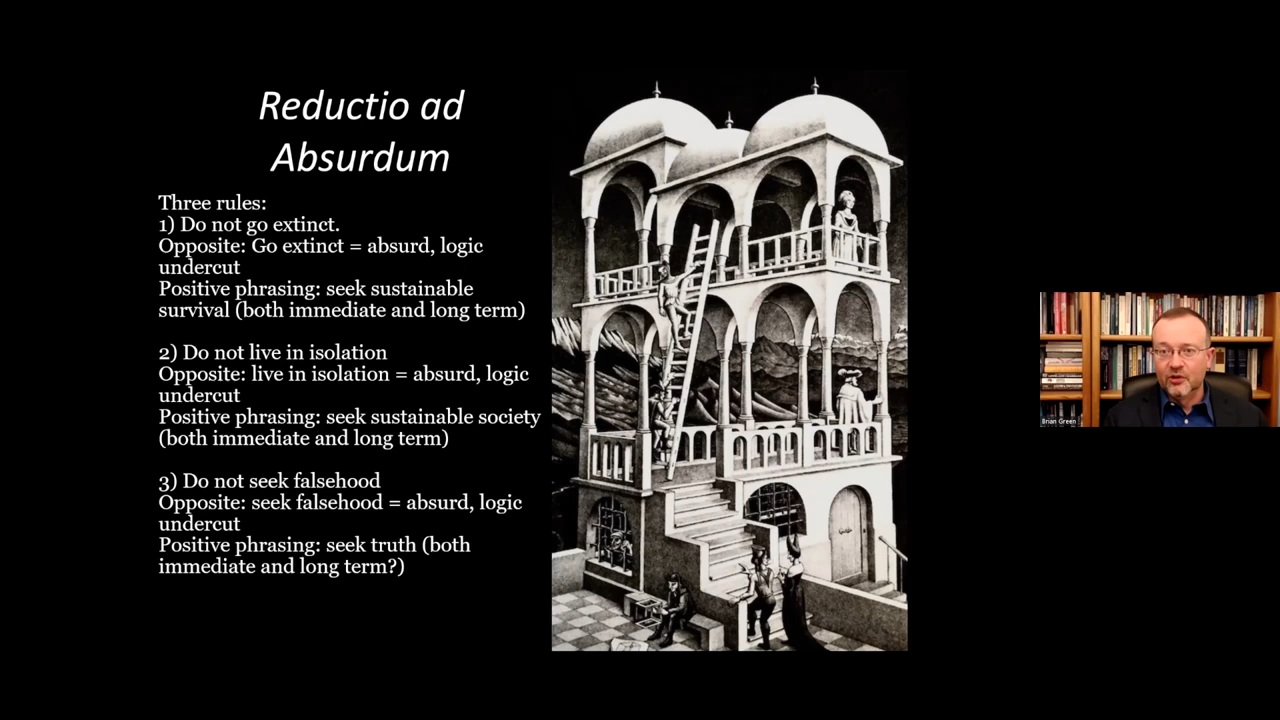 Reductio ad
Absurdum
Three rules:
1) Do not go extinct.
Opposite: Go extinct = absurd, logic
undercut
Positive phrasing: seek sustainable
survival (both immediate and long term)
2) Do not live in isolation
Opposite: live in isolation = absurd, logic
undercut
Positive phrasing: seek sustainable society
(both immediate and long term)
3) Do not seek falsehood
Opposite: seek falsehood = absurd, logic
undercut
Positive phrasing: seek truth (both
immediate and long term?)
Brian Green